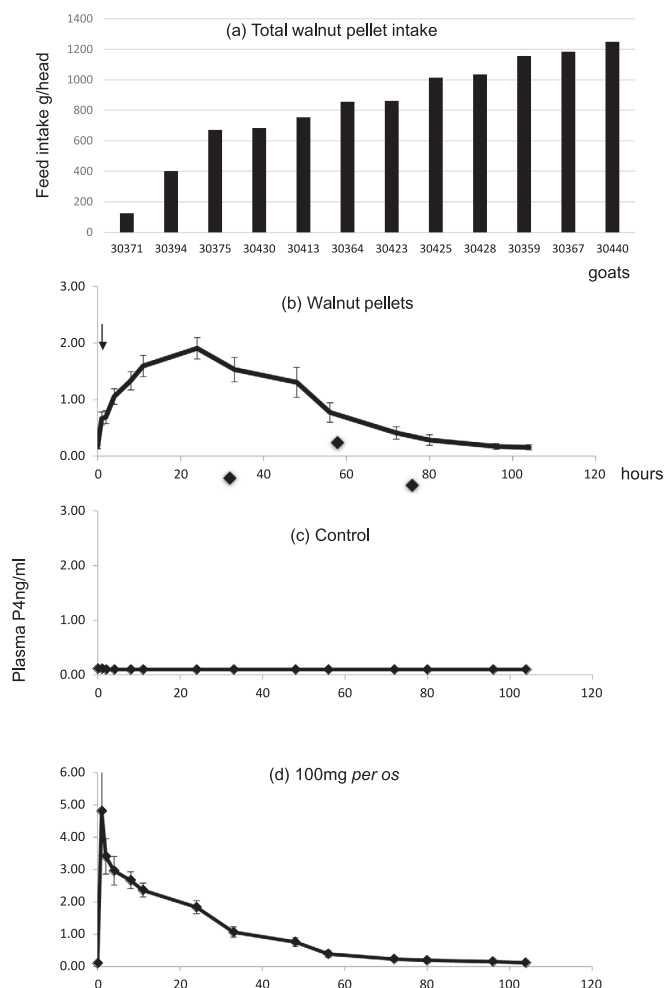 (a) Total walnut pellet intake
Feed intake g/head
1400
1200
1000
800
600
400
200
0
30371 30394 30375 30430 30413 30364 30423 30425 30428 30359 30367 30440
goats
(b) Walnut pellets
3.00
2.00
1.00
0.00
0 20 40 60 80 100 120 hours
(c) Control
Plasma P4ng/ml
3.00
2.00
1.00
0.00
0 20 40 60 80 100 120
(d) 100mg per os
6.00
5.00
4.00
3.00
2.00
1.00
0.00
0 20 40 60 80 100 120